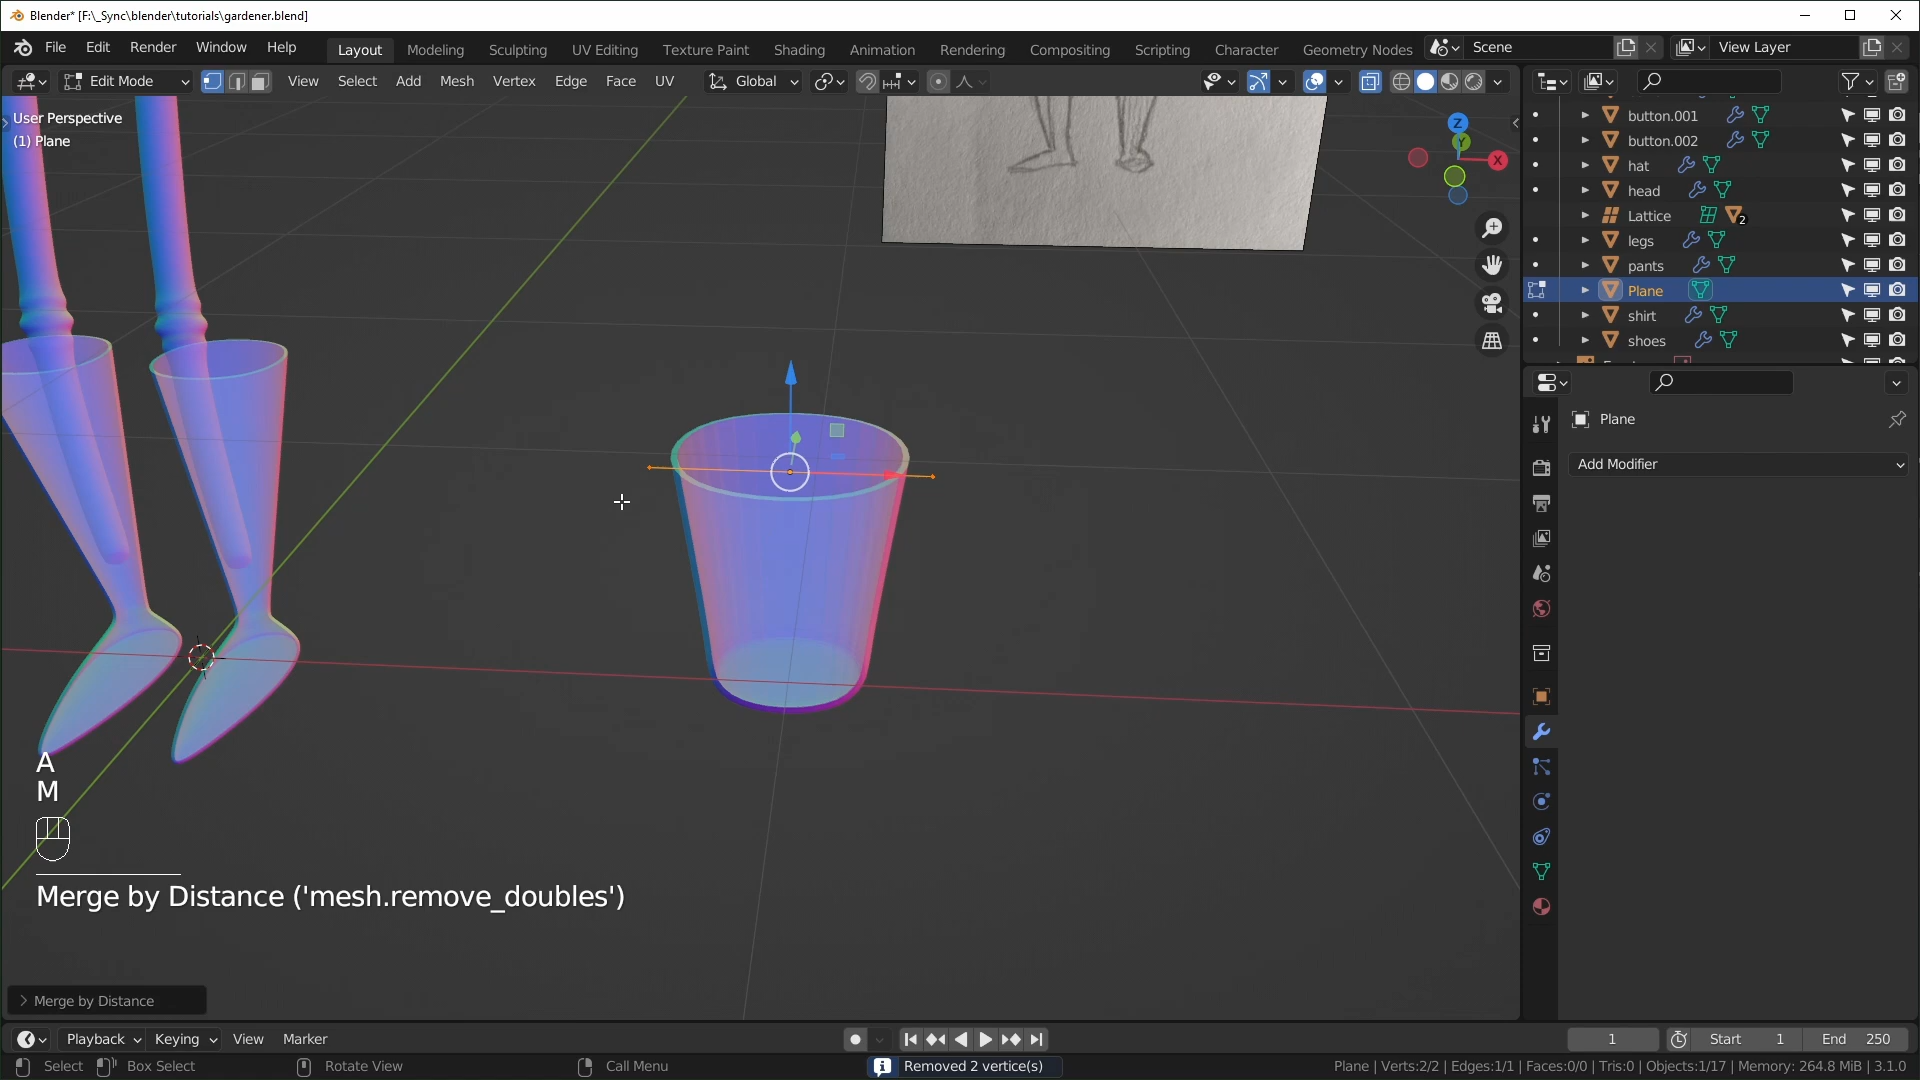 Blender* [F:\_Sync\blender\tutorials\gardener.blend]
File Edit Render Window Help
Layout Modeling Sculpting UV Editing Texture Paint Shading Animation Rendering Compositing Scripting Character Geometry Nodes
Scene
View Layer
Edit Mode
View Select Add Mesh Vertex Edge Face UV
Global
User Perspective
(1) Plane
Z
Y
X
button.001
button.002
hat
head
Lattice
2
legs
pants
Plane
shirt
shoes
Plane
Add Modifier
A
M
Merge by Distance ('mesh.remove_doubles')
Merge by Distance
Playback Keying View Marker
1
Start 1
End 250
Select
Box Select
Rotate View
Call Menu
Removed 2 vertice(s)
Plane | Verts:2/2 | Edges:1/1 | Faces:0/0 | Tris:0 | Objects:1/17 | Memory: 264.8 MiB | 3.1.0